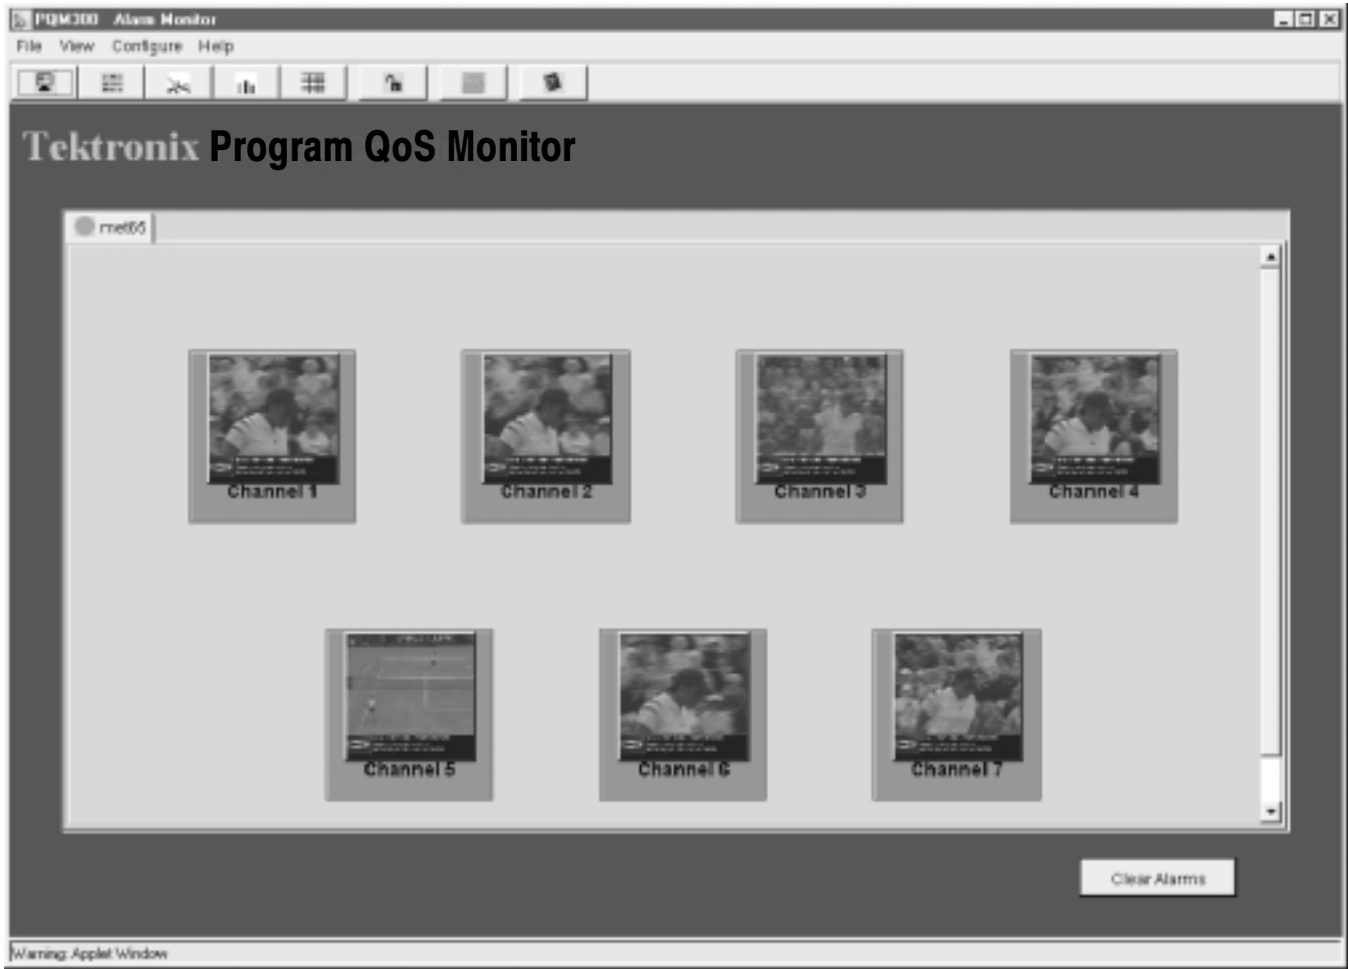 PQM300 Alarm Monitor
File View Configure Help
Tektronix Program QoS Monitor
met65
Channel 1 Channel 2 Channel 3 Channel 4
Channel 5 Channel 6 Channel 7
Clear Alarms
Warning: Applet Window